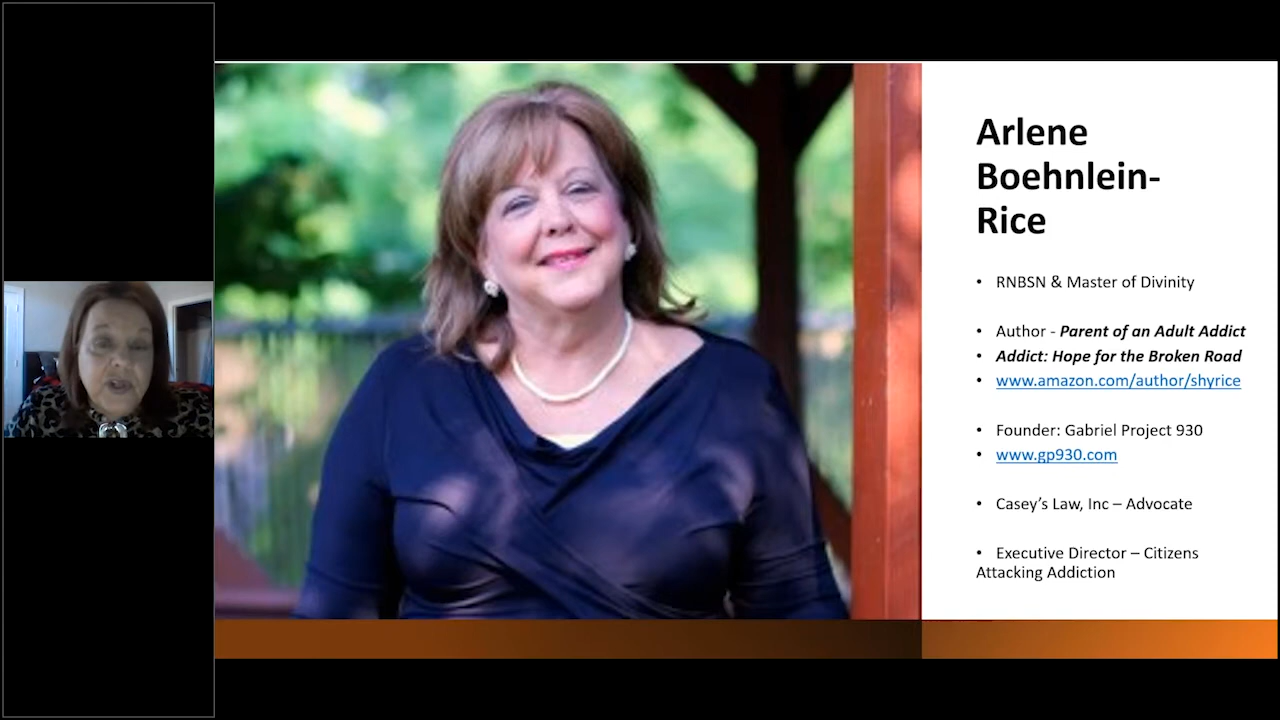 Arlene
Boehnlein-
Rice
• RNBSN & Master of Divinity
• Author - Parent of an Adult Addict
• Addict: Hope for the Broken Road
• www.amazon.com/author/shyrice
• Founder: Gabriel Project 930
• www.gp930.com
• Casey’s Law, Inc – Advocate
• Executive Director – Citizens
Attacking Addiction